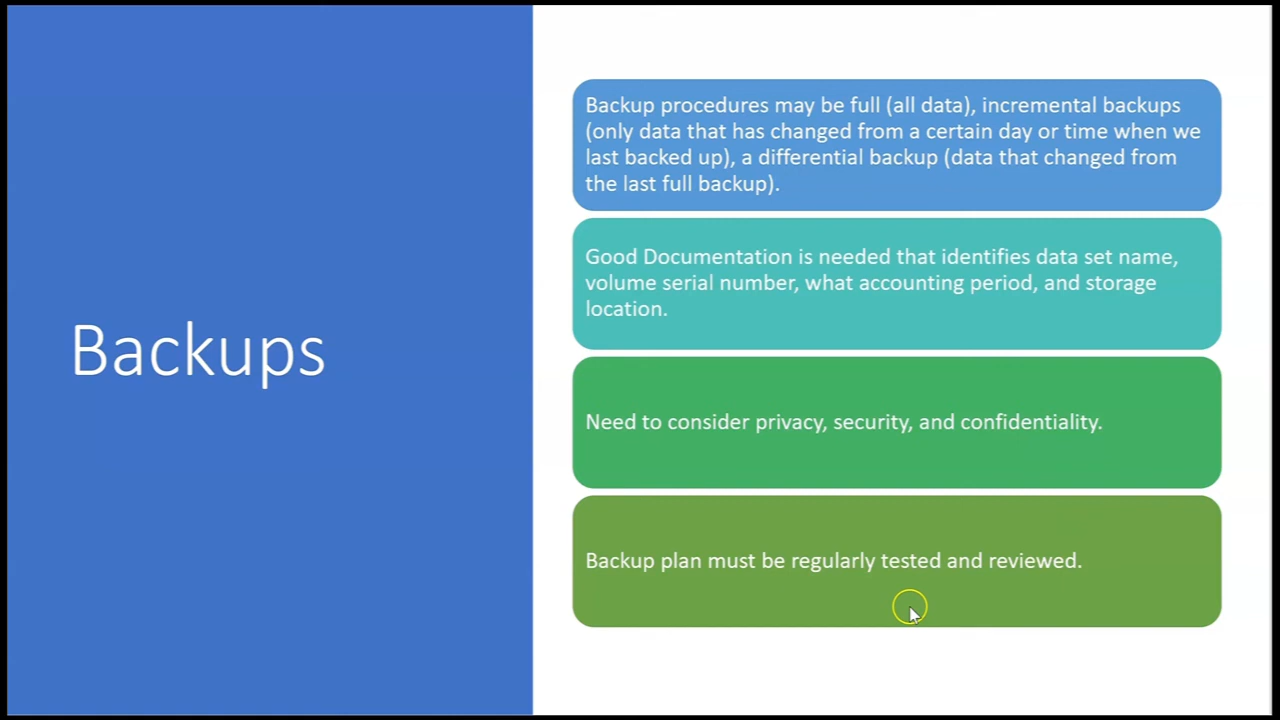 Backups
Backup procedures may be full (all data), incremental backups
(only data that has changed from a certain day or time when we
last backed up), a differential backup (data that changed from
the last full backup).
Good Documentation is needed that identifies data set name,
volume serial number, what accounting period, and storage
location.
Need to consider privacy, security, and confidentiality.
Backup plan must be regularly tested and reviewed.